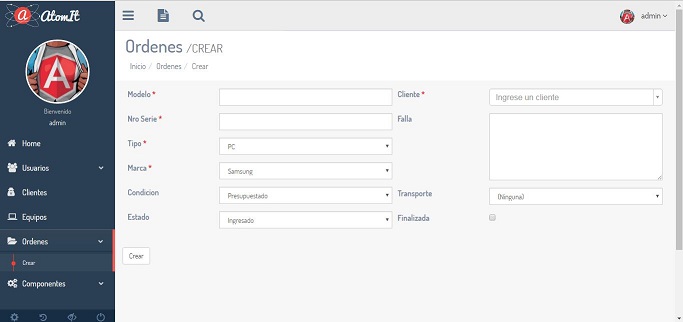 AtomIt
admin
Bienvenido
admin
Home
Usuarios
Clientes
Equipos
Ordenes
Crear
Componentes
Ordenes /CREAR
Inicio / Ordenes / Crear
Modelo *
Cliente *
Ingrese un cliente
Nro Serie *
Falla
Tipo *
PC
Marca *
Samsung
Condicion
Presupuestado
Transporte
(Ninguna)
Estado
Ingresado
Finalizada
Crear